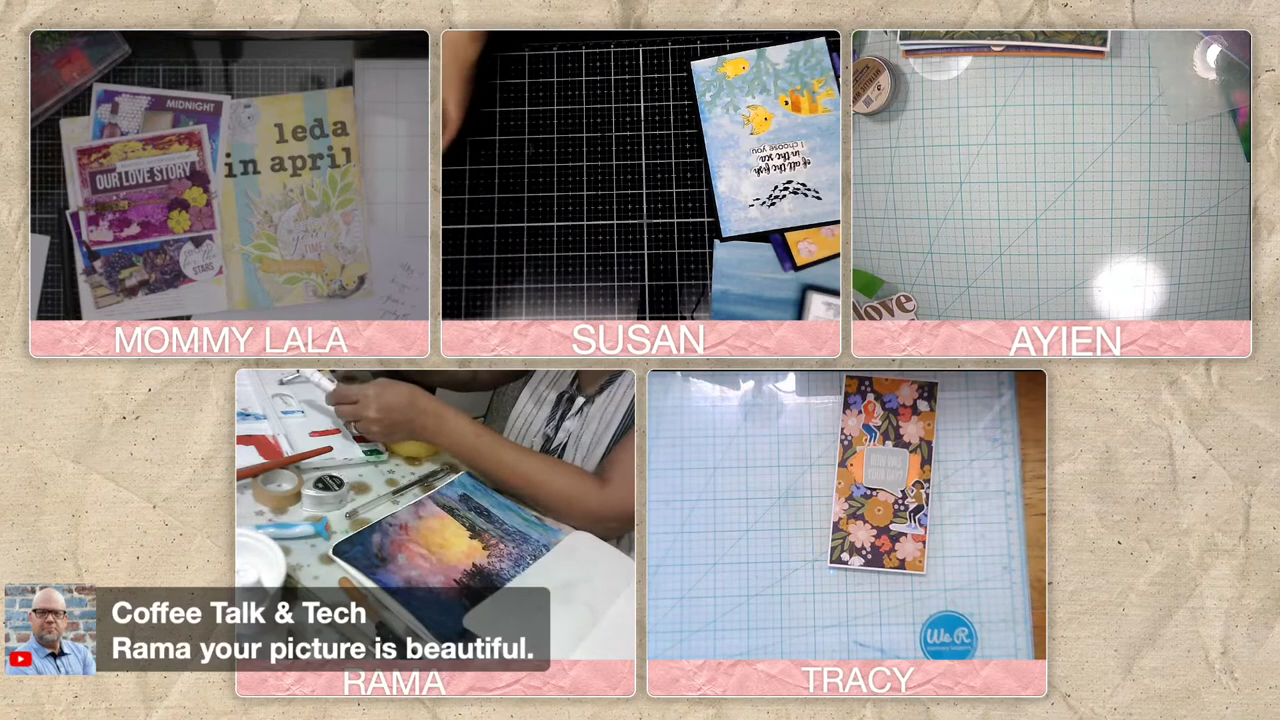 MIDNIGHT
OUR LOVE STORY
STARS
leda
in april
MOMMY LALA
of all the fish
in the sea
I choose you
SUSAN
love
AYIEN
Coffee Talk & Tech
Rama your picture is beautiful.
RAMA
We R
TRACY